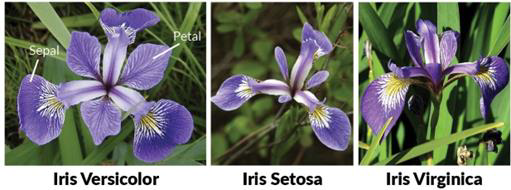 Sepal
Petal
Iris Versicolor
Iris Setosa
Iris Virginica